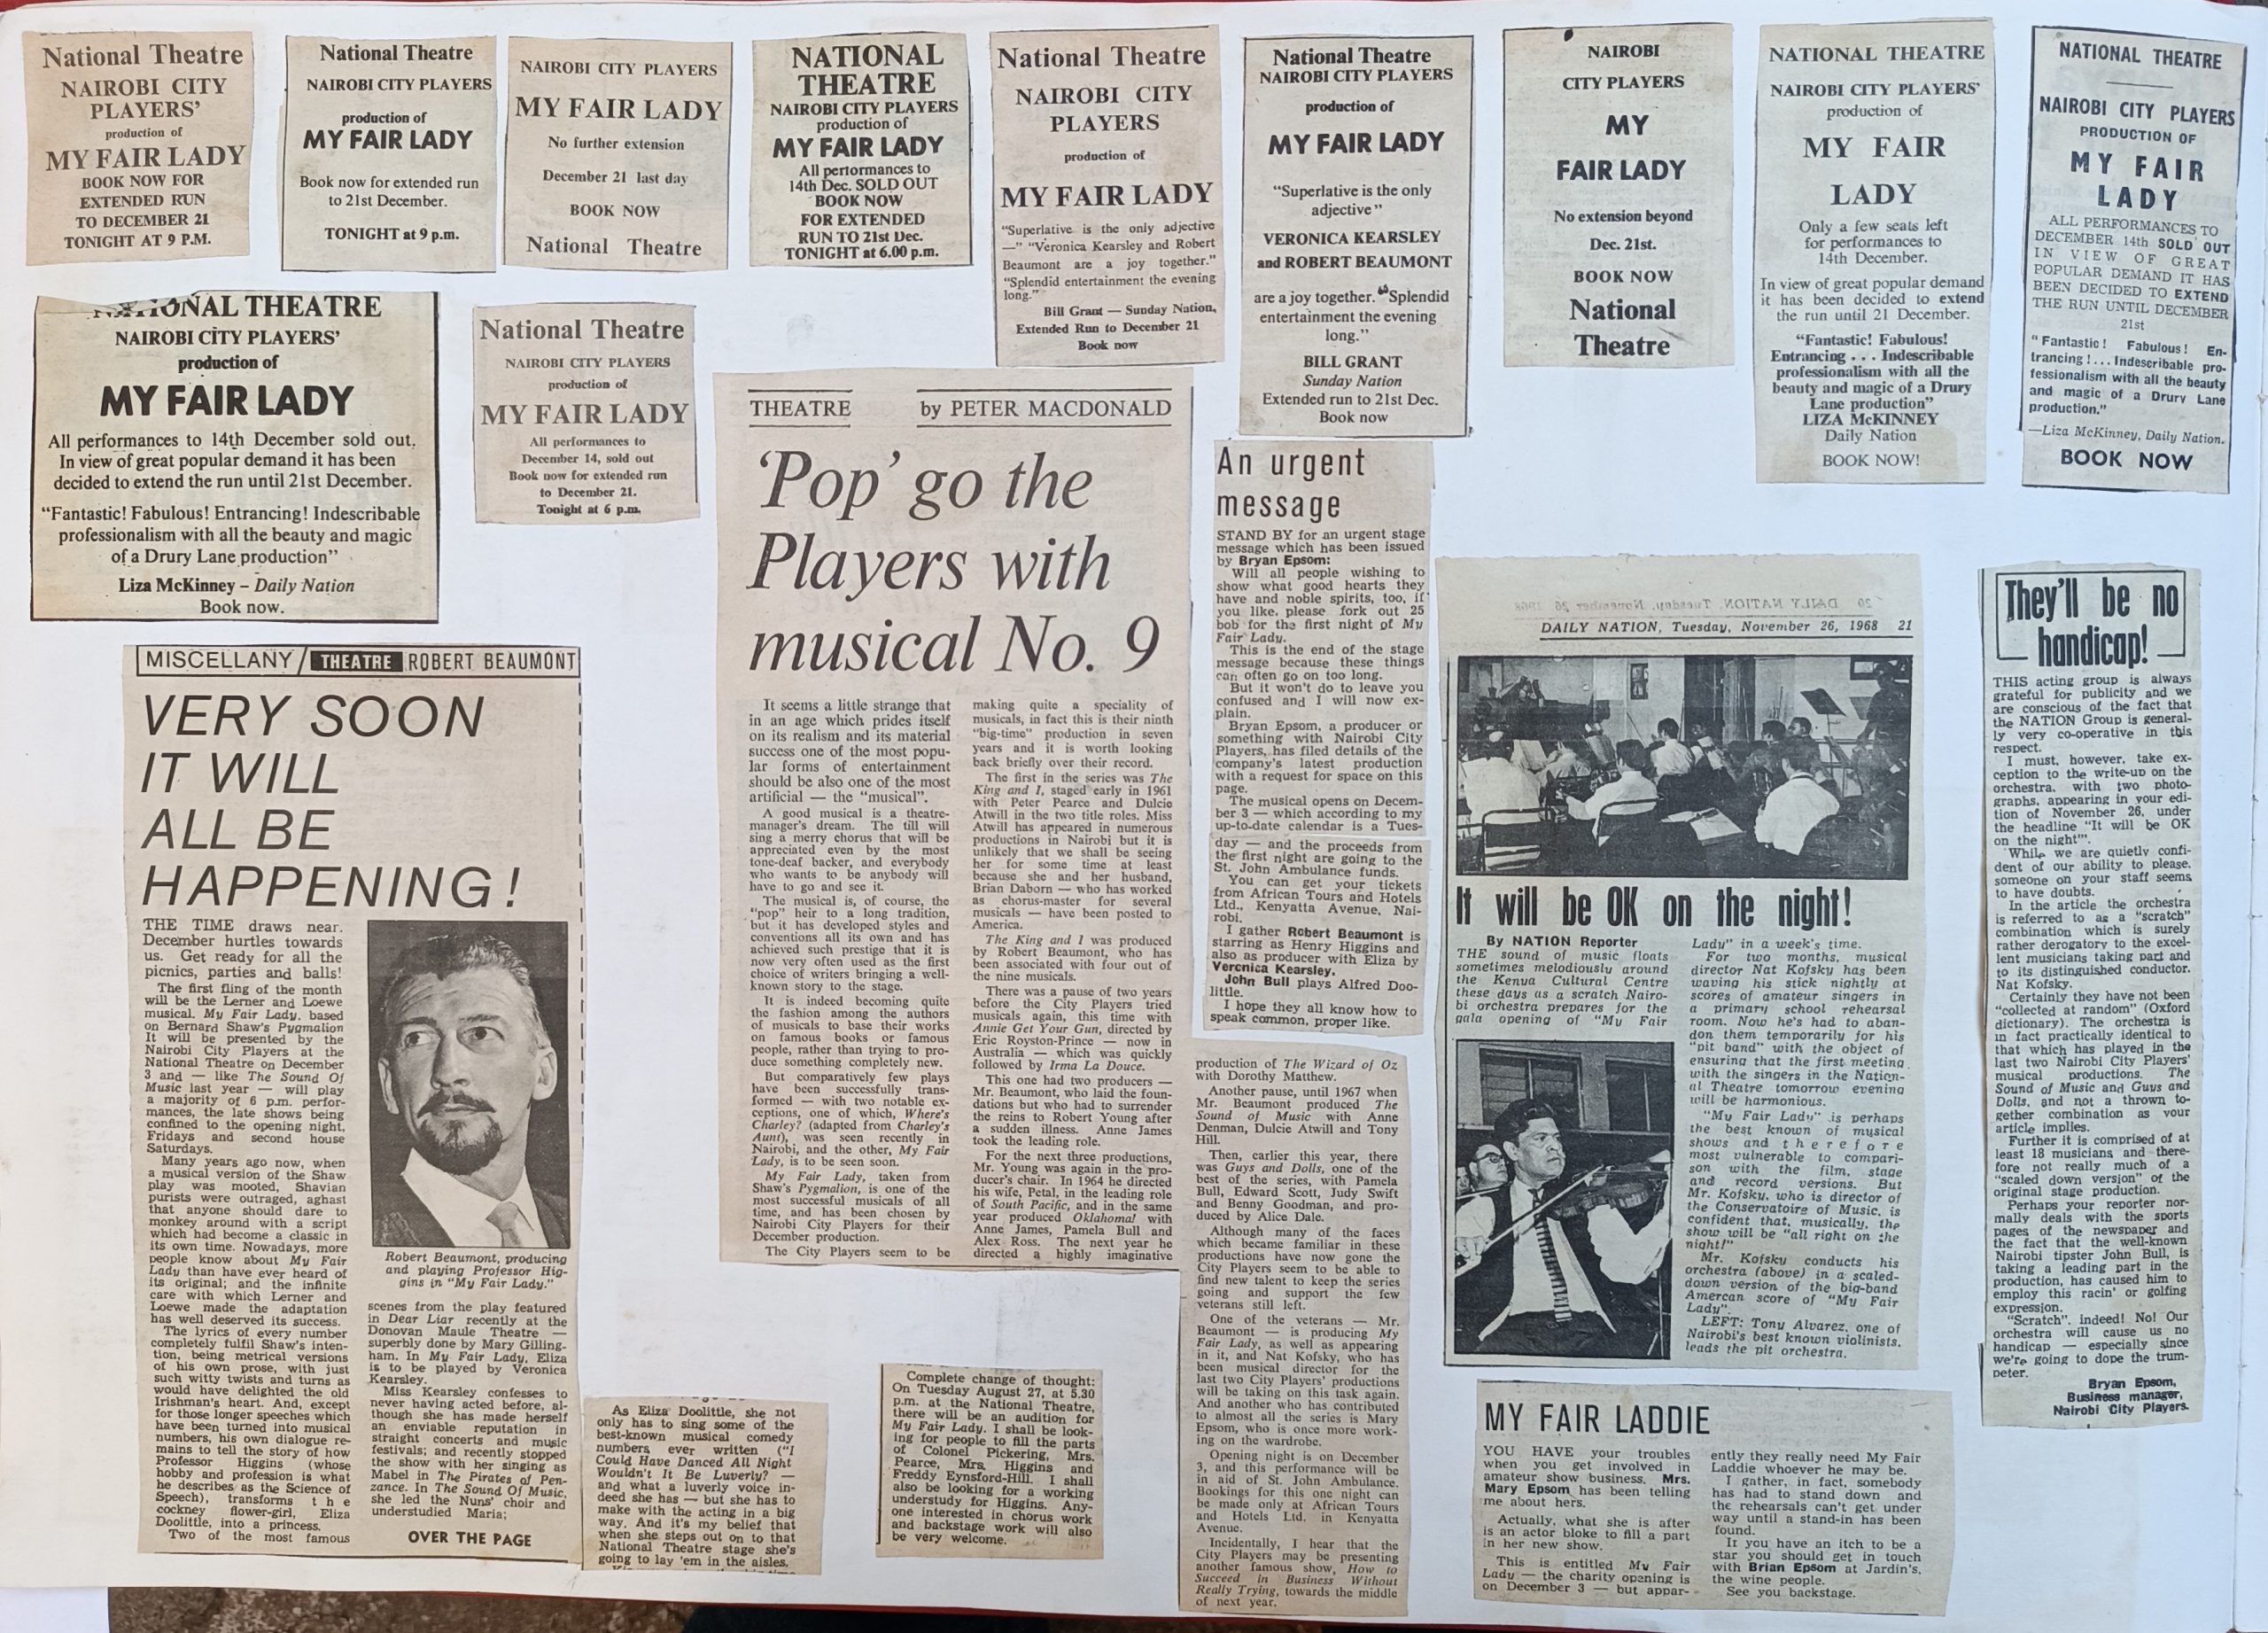 National Theatre
NAIROBI CITY
PLAYERS'
production of
MY FAIR LADY
BOOK NOW FOR
EXTENDED RUN
TO DECEMBER 21
TONIGHT AT 9 P.M.
National Theatre
NAIROBI CITY PLAYERS
production of
MY FAIR LADY
Book now for extended run
to 21st December.
TONIGHT at 9 p.m.
NAIROBI CITY PLAYERS
MY FAIR LADY
No further extension
December 21 last day
BOOK NOW
National Theatre
NATIONAL
THEATRE
NAIROBI CITY PLAYERS
production of
MY FAIR LADY
All performances to
14th Dec. SOLD OUT
BOOK NOW
FOR EXTENDED
RUN TO 21st Dec.
TONIGHT at 6.00 p.m.
National Theatre
NAIROBI CITY
PLAYERS
production of
MY FAIR LADY
"Superlative is the only adjective
—" "Veronica Kearsley and Robert
Beaumont are a joy together."
"Splendid entertainment the evening
long."
Bill Grant — Sunday Nation,
Extended Run to December 21
Book now
National Theatre
NAIROBI CITY PLAYERS
production of
MY FAIR LADY
"Superlative is the only
adjective"
VERONICA KEARSLEY
and ROBERT BEAUMONT
are a joy together. "Splendid
entertainment the evening
long."
BILL GRANT
Sunday Nation
Extended run to 21st Dec.
Book now
NAIROBI
CITY PLAYERS
MY
FAIR LADY
No extension beyond
Dec. 21st.
BOOK NOW
National
Theatre
NATIONAL THEATRE
NAIROBI CITY PLAYERS'
production of
MY FAIR
LADY
Only a few seats left
for performances to
14th December.
In view of great popular demand
it has been decided to extend
the run until 21 December.
"Fantastic! Fabulous!
Entrancing . . . Indescribable
professionalism with all the
beauty and magic of a Drury
Lane production"
LIZA McKINNEY
Daily Nation
BOOK NOW!
NATIONAL THEATRE
NAIROBI CITY PLAYERS
PRODUCTION OF
MY FAIR
LADY
ALL PERFORMANCES TO
DECEMBER 14th SOLD OUT
IN VIEW OF GREAT
POPULAR DEMAND IT HAS
BEEN DECIDED TO EXTEND
THE RUN UNTIL DECEMBER
21st
"Fantastic! Fabulous! En-
trancing!... Indescribable pro-
fessionalism with all the beauty
and magic of a Drury Lane
production."
—Liza McKinney, Daily Nation.
BOOK NOW
NATIONAL THEATRE
NAIROBI CITY PLAYERS'
production of
MY FAIR LADY
All performances to 14th December sold out.
In view of great popular demand it has been
decided to extend the run until 21st December.
"Fantastic! Fabulous! Entrancing! Indescribable
professionalism with all the beauty and magic
of a Drury Lane production"
Liza McKinney – Daily Nation
Book now.
National Theatre
NAIROBI CITY PLAYERS
production of
MY FAIR LADY
All performances to
December 14, sold out
Book now for extended run
to December 21.
Tonight at 6 p.m.
MISCELLANY / THEATRE ROBERT BEAUMONT
VERY SOON
IT WILL
ALL BE
HAPPENING!
THE TIME draws near.
December hurtles towards
us. Get ready for all the
picnics, parties and balls!
The first fling of the month
will be the Lerner and Loewe
musical, My Fair Lady, based
on Bernard Shaw's Pygmalion
It will be presented by the
Nairobi City Players at the
National Theatre on December
3 and — like The Sound Of
Music last year — will play
a majority of 6 p.m. perfor-
mances, the late shows being
confined to the opening night,
Fridays and second house
Saturdays.
Many years ago now, when
a musical version of the Shaw
play was mooted, Shavian
purists were outraged, aghast
that anyone should dare to
monkey around with a script
which had become a classic in
its own time. Nowadays, more
people know about My Fair
Lady than have ever heard of
its original; and the infinite
care with which Lerner and
Loewe made the adaptation
has well deserved its success.
The lyrics of every number
completely fulfil Shaw's inten-
tion, being metrical versions
of his own prose, with just
such witty twists and turns as
would have delighted the old
Irishman's heart. And, except
for those longer speeches which
have been turned into musical
numbers, his own dialogue re-
mains to tell the story of how
Professor Higgins (whose
hobby and profession is what
he describes as the Science of
Speech), transforms the
cockney flower-girl, Eliza
Doolittle, into a princess.
Two of the most famous
Robert Beaumont, producing
and playing Professor Hig-
gins in "My Fair Lady."
scenes from the play featured
in Dear Liar recently at the
Donovan Maule Theatre —
superbly done by Mary Gilling-
ham. In My Fair Lady, Eliza
is to be played by Veronica
Kearsley.
Miss Kearsley confesses to
never having acted before, al-
though she has made herself
an enviable reputation in
straight concerts and music
festivals; and recently stopped
the show with her singing as
Mabel in The Pirates of Pen-
zance. In The Sound Of Music,
she led the Nuns' choir and
understudied Maria;
OVER THE PAGE
As Eliza Doolittle, she not
only has to sing some of the
best-known musical comedy
numbers ever written ("I
Could Have Danced All Night
Wouldn't It Be Luverly? —
and what a luverly voice in-
deed she has — but she has to
make with the acting in a big
way. And it's my belief that
when she steps out on to that
National Theatre stage she's
going to lay 'em in the aisles.
THEATRE by PETER MACDONALD
'Pop' go the
Players with
musical No. 9
It seems a little strange that
in an age which prides itself
on its realism and its material
success one of the most popu-
lar forms of entertainment
should be also one of the most
artificial — the "musical".
A good musical is a theatre-
manager's dream. The till will
sing a merry chorus that will be
appreciated even by the most
tone-deaf backer, and everybody
who wants to be anybody will
have to go and see it.
The musical is, of course, the
"pop" heir to a long tradition,
but it has developed styles and
conventions all its own and has
achieved such prestige that it is
now very often used as the first
choice of writers bringing a well-
known story to the stage.
It is indeed becoming quite
the fashion among the authors
of musicals to base their works
on famous books or famous
people, rather than trying to pro-
duce something completely new.
But comparatively few plays
have been successfully trans-
formed — with two notable ex-
ceptions, one of which, Where's
Charley? (adapted from Charley's
Aunt), was seen recently in
Nairobi, and the other, My Fair
Lady, is to be seen soon.
My Fair Lady, taken from
Shaw's Pygmalion, is one of the
most successful musicals of all
time, and has been chosen by
Nairobi City Players for their
December production.
The City Players seem to be
making quite a speciality of
musicals, in fact this is their ninth
"big-time" production in seven
years and it is worth looking
back briefly over their record.
The first in the series was The
King and I, staged early in 1961
with Peter Pearce and Dulcie
Atwill in the two title roles. Miss
Atwill has appeared in numerous
productions in Nairobi but it is
unlikely that we shall be seeing
her for some time at least
because she and her husband,
Brian Daborn — who has worked
as chorus-master for several
musicals — have been posted to
America.
The King and I was produced
by Robert Beaumont, who has
been associated with four out of
the nine musicals.
There was a pause of two years
before the City Players tried
musicals again, this time with
Annie Get Your Gun, directed by
Eric Royston-Prince — now in
Australia — which was quickly
followed by Irma La Douce.
This one had two producers —
Mr. Beaumont, who laid the foun-
dations but who had to surrender
the reins to Robert Young after
a sudden illness. Anne James
took the leading role.
For the next three productions,
Mr. Young was again in the pro-
ducer's chair. In 1964 he directed
his wife, Petal, in the leading role
of South Pacific, and in the same
year produced Oklahoma! with
Anne James, Pamela Bull and
Alex Ross. The next year he
directed a highly imaginative
production of The Wizard of Oz
with Dorothy Matthew.
Another pause, until 1967 when
Mr. Beaumont produced The
Sound of Music with Anne
Denman, Dulcie Atwill and Tony
Hill.
Then, earlier this year, there
was Guys and Dolls, one of the
best of the series, with Pamela
Bull, Edward Scott, Judy Swift
and Benny Goodman, and pro-
duced by Alice Dale.
Although many of the faces
which became familiar in these
productions have now gone the
City Players seem to be able to
find new talent to keep the series
going and support the few
veterans still left.
One of the veterans — Mr.
Beaumont — is producing My
Fair Lady, as well as appearing
in it, and Nat Kofsky, who has
been musical director for the
last two City Players' productions
will be taking on this task again.
And another who has contributed
to almost all the series is Mary
Epsom, who is once more work-
ing on the wardrobe.
Opening night is on December
3, and this performance will be
in aid of St. John Ambulance.
Bookings for this one night can
be made only at African Tours
and Hotels Ltd. in Kenyatta
Avenue.
Incidentally, I hear that the
City Players may be presenting
another famous show, How to
Succeed in Business Without
Really Trying, towards the middle
of next year.
Complete change of thought:
On Tuesday August 27, at 5.30
p.m. at the National Theatre,
there will be an audition for
My Fair Lady. I shall be look-
ing for people to fill the parts
of Colonel Pickering, Mrs.
Pearce, Mrs. Higgins and
Freddy Eynsford-Hill. I shall
also be looking for a working
understudy for Higgins. Any-
one interested in chorus work
and backstage work will also
be very welcome.
An urgent
message
STAND BY for an urgent stage
message which has been issued
by Bryan Epsom:
Will all people wishing to
show what good hearts they
have and noble spirits, too, if
you like, please fork out 25
bob for the first night of My
Fair Lady.
This is the end of the stage
message because these things
can often go on too long.
But it won't do to leave you
confused and I will now ex-
plain.
Bryan Epsom, a producer or
something with Nairobi City
Players, has filed details of the
company's latest production
with a request for space on this
page.
The musical opens on Decem-
ber 3 — which according to my
up-to-date calendar is a Tues-
day — and the proceeds from
the first night are going to the
St. John Ambulance funds.
You can get your tickets
from African Tours and Hotels
Ltd., Kenyatta Avenue, Nai-
robi.
I gather Robert Beaumont is
starring as Henry Higgins and
also as producer with Eliza by
Veronica Kearsley.
John Bull plays Alfred Doo-
little.
I hope they all know how to
speak common, proper like.
20 DAILY NATION, Tuesday, November 26 1968
DAILY NATION, Tuesday, November 26, 1968 21
It will be OK on the night!
By NATION Reporter
THE sound of music floats
sometimes melodiously around
the Kenya Cultural Centre
these days as a scratch Nairo-
bi orchestra prepares for the
gala opening of "My Fair
Lady" in a week's time.
For two months, musical
director Nat Kofsky has been
waving his stick nightly at
scores of amateur singers in
a primary school rehearsal
room. Now he's had to aban-
don them temporarily for his
"pit band" with the object of
ensuring that the first meeting
with the singers in the Nation-
al Theatre tomorrow evening
will be harmonious.
"My Fair Lady" is perhaps
the best known of musical
shows and therefore
most vulnerable to compari-
son with the film, stage
and record versions. But
Mr. Kofsky, who is director of
the Conservatoire of Music, is
confident that, musically, the
show will be "all right on the
night!"
Mr. Kofsky conducts his
orchestra (above) in a scaled-
down version of the big-band
Amercan score of "My Fair
Lady".
LEFT: Tony Alvarez, one of
Nairobi's best known violinists,
leads the pit orchestra.
MY FAIR LADDIE
YOU HAVE your troubles
when you get involved in
amateur show business. Mrs.
Mary Epsom has been telling
me about hers.
Actually, what she is after
is an actor bloke to fill a part
in her new show.
This is entitled My Fair
Lady — the charity opening is
on December 3 — but appar-
ently they really need My Fair
Laddie whoever he may be.
I gather, in fact, somebody
has had to stand down and
the rehearsals can't get under
way until a stand-in has been
found.
It you have an itch to be a
star you should get in touch
with Brian Epsom at Jardin's,
the wine people.
See you backstage.
They'll be no
handicap!
THIS acting group is always
grateful for publicity and we
are conscious of the fact that
the NATION Group is general-
ly very co-operative in this
respect.
I must, however, take ex-
ception to the write-up on the
orchestra, with two photo-
graphs, appearing in your edi-
tion of November 26, under
the headline "It will be OK
on the night"'.
While we are quietly confi-
dent of our ability to please,
someone on your staff seems
to have doubts.
In the article the orchestra
is referred to as a "scratch"
combination which is surely
rather derogatory to the excel-
lent musicians taking part and
to its distinguished conductor,
Nat Kofsky.
Certainly they have not been
"collected at random" (Oxford
dictionary). The orchestra is
in fact practically identical to
that which has played in the
last two Nairobi City Players'
musical productions. The
Sound of Music and Guys and
Dolls, and not a thrown to-
gether combination as your
article implies.
Further it is comprised of at
least 18 musicians and there-
fore not really much of a
"scaled down version" of the
original stage production.
Perhaps your reporter nor-
mally deals with the sports
pages of the newspaper and
the fact that the well-known
Nairobi tipster John Bull, is
taking a leading part in the
production, has caused him to
employ this racin' or golfing
expression.
"Scratch", indeed! No! Our
orchestra will cause us no
handicap — especially since
we're going to dope the trum-
peter.
Bryan Epsom,
Business manager,
Nairobi City Players.